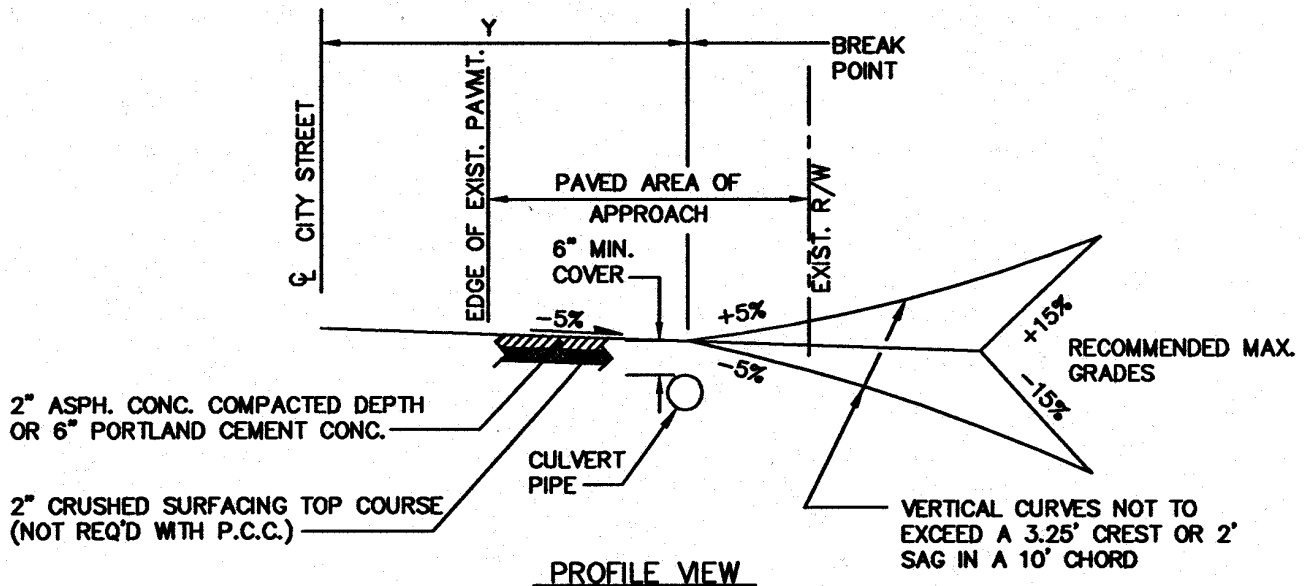 Y
BREAK
POINT
℄ CITY STREET
EDGE OF EXIST. PAVMT.
PAVED AREA OF
APPROACH
EXIST. R/W
6" MIN.
COVER
-5%
+5%
-5%
+15%
-15%
RECOMMENDED MAX.
GRADES
2" ASPH. CONC. COMPACTED DEPTH
OR 6" PORTLAND CEMENT CONC.
CULVERT
PIPE
2" CRUSHED SURFACING TOP COURSE
(NOT REQ'D WITH P.C.C.)
VERTICAL CURVES NOT TO
EXCEED A 3.25' CREST OR 2'
SAG IN A 10' CHORD
PROFILE VIEW